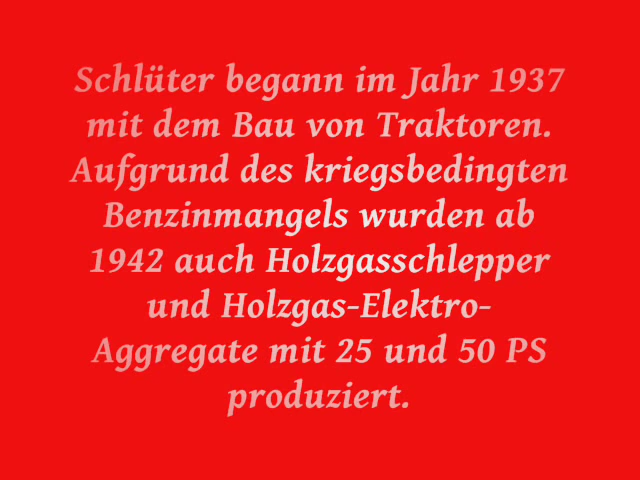 Schlüter begann im Jahr 1937
mit dem Bau von Traktoren.
Aufgrund des kriegsbedingten
Benzinmangels wurden ab
1942 auch Holzgasschlepper
und Holzgas-Elektro-
Aggregate mit 25 und 50 PS
produziert.